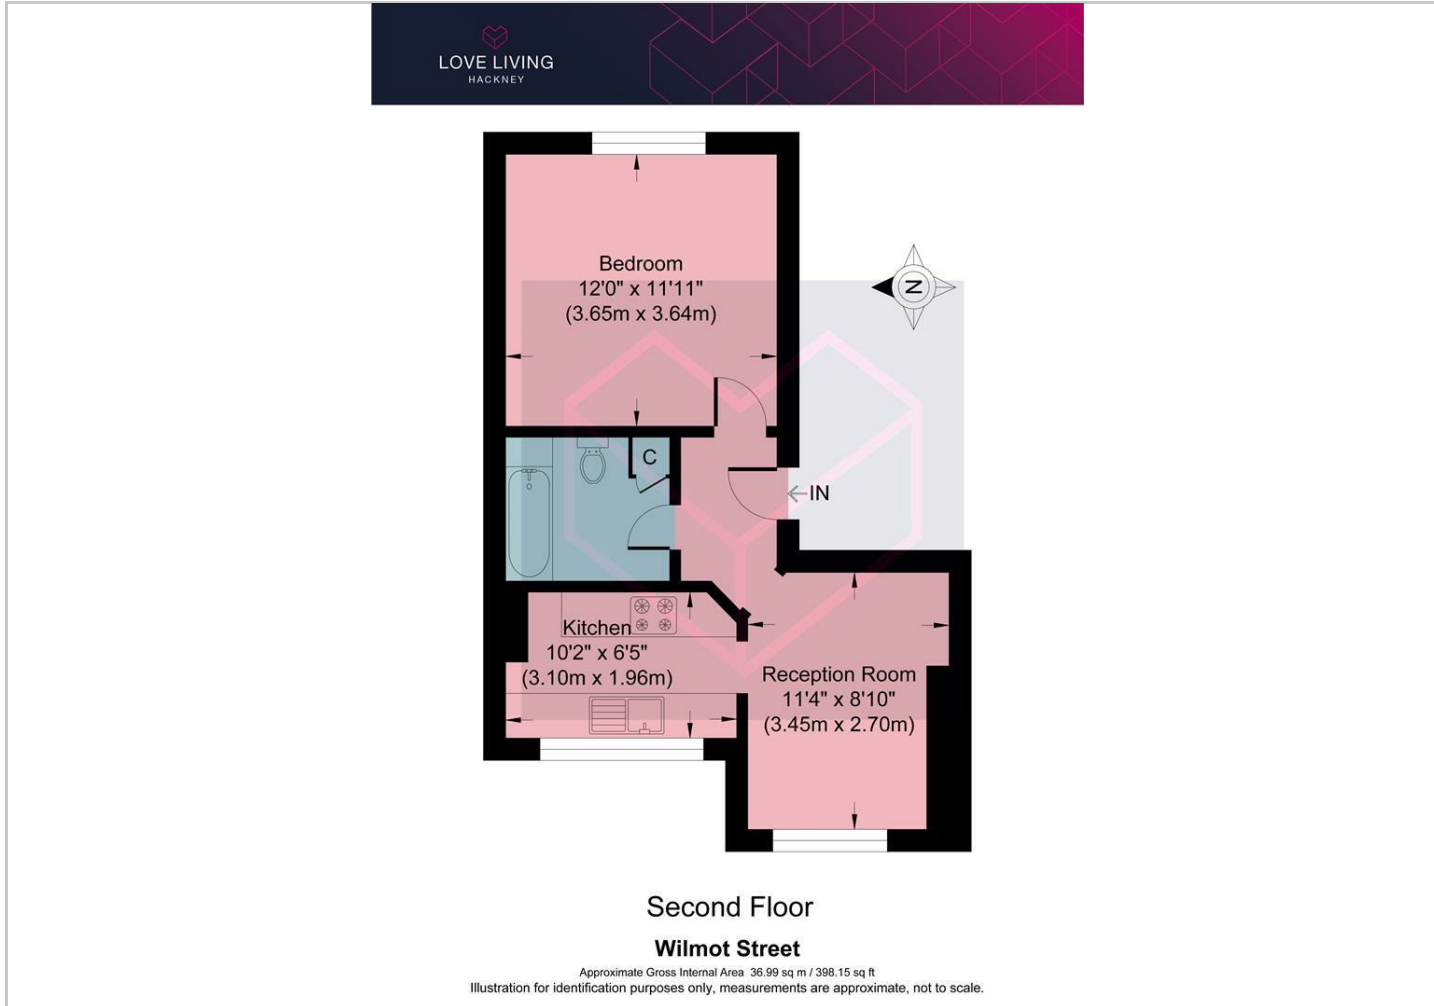 LOVE LIVING
HACKNEY
Bedroom
12'0" x 11'11"
(3.65m x 3.64m)
N
C
IN
Kitchen
10'2" x 6'5"
(3.10m x 1.96m)
Reception Room
11'4" x 8'10"
(3.45m x 2.70m)
Second Floor
Wilmot Street
Approximate Gross Internal Area 36.99 sq m / 398.15 sq ft
Illustration for identification purposes only, measurements are approximate, not to scale.